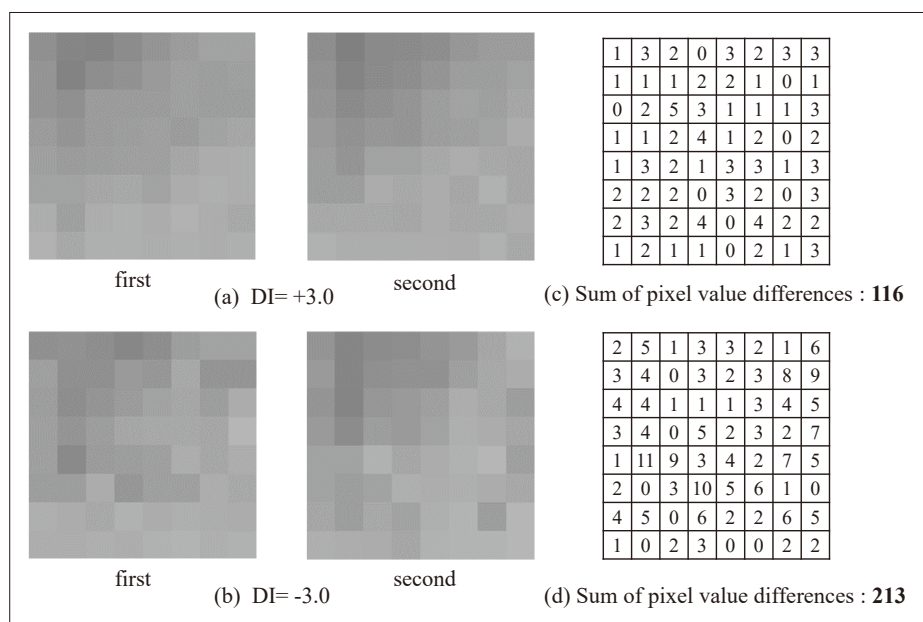 1 3 2 0 3 2 3 3
1 1 1 2 2 1 0 1
0 2 5 3 1 1 1 3
1 1 2 4 1 2 0 2
1 3 2 1 3 3 1 3
2 2 2 0 3 2 0 3
2 3 2 4 0 4 2 2
1 2 1 1 0 2 1 3
first
second
(a) DI= +3.0
(c) Sum of pixel value differences : 116
2 5 1 3 3 2 1 6
3 4 0 3 2 3 8 9
4 4 1 1 1 3 4 5
3 4 0 5 2 3 2 7
1 11 9 3 4 2 7 5
2 0 3 10 5 6 1 0
4 5 0 6 2 2 6 5
1 0 2 3 0 0 2 2
first
second
(b) DI= -3.0
(d) Sum of pixel value differences : 213